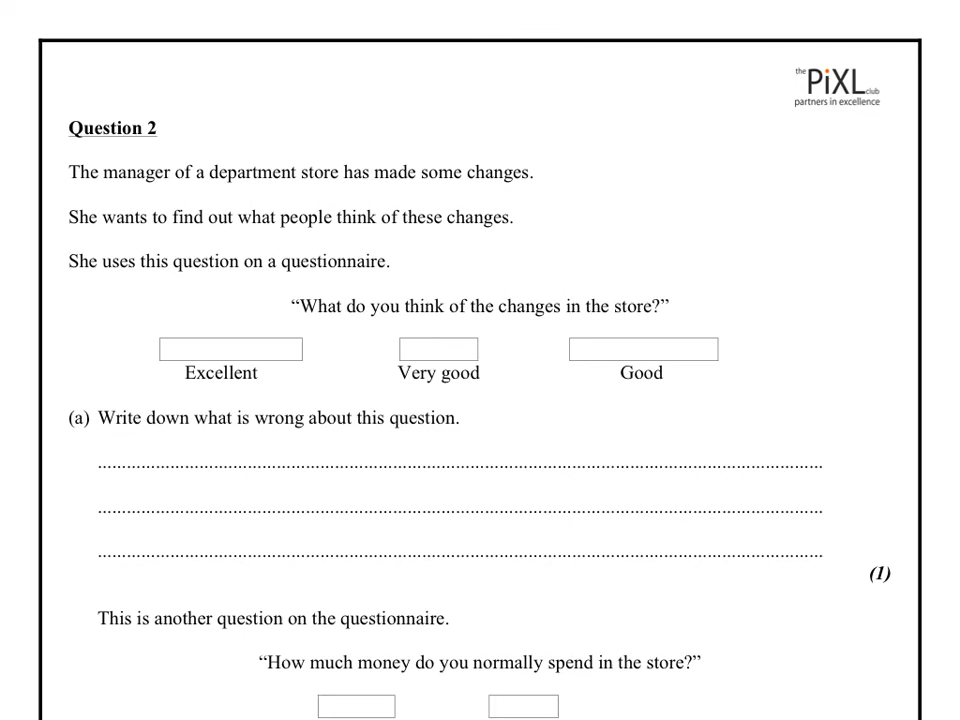 the PiXL club
partners in excellence
Question 2
The manager of a department store has made some changes.
She wants to find out what people think of these changes.
She uses this question on a questionnaire.
“What do you think of the changes in the store?”
Excellent Very good Good
(a) Write down what is wrong about this question.
..........................................................................................................................................................
..........................................................................................................................................................
..........................................................................................................................................................
(1)
This is another question on the questionnaire.
“How much money do you normally spend in the store?”